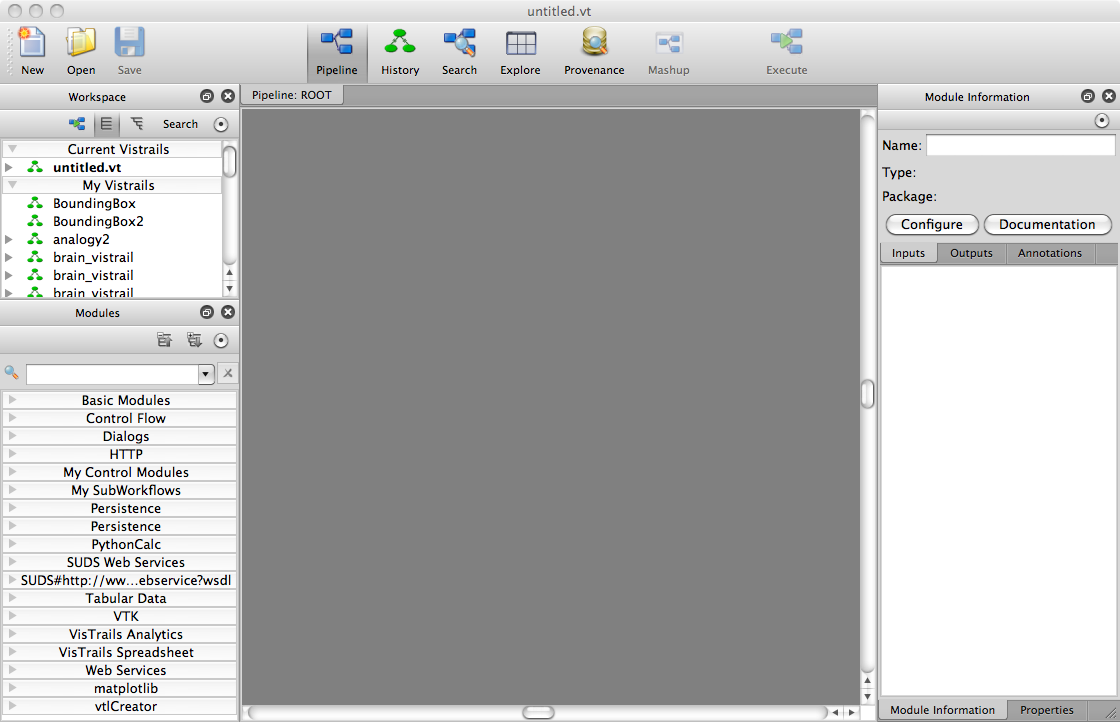 untitled.vt
New Open Save Pipeline History Search Explore Provenance Mashup Execute
Workspace
Search
Current Vistrails
untitled.vt
My Vistrails
BoundingBox
BoundingBox2
analogy2
brain_vistrail
brain_vistrail
brain_vistrail
Modules
Basic Modules
Control Flow
Dialogs
HTTP
My Control Modules
My SubWorkflows
Persistence
Persistence
PythonCalc
SUDS Web Services
SUDS#http://ww...ebservice?wsdl
Tabular Data
VTK
VisTrails Analytics
VisTrails Spreadsheet
Web Services
matplotlib
vtlCreator
Pipeline: ROOT
Module Information
Name:
Type:
Package:
Configure Documentation
Inputs Outputs Annotations
Module Information Properties